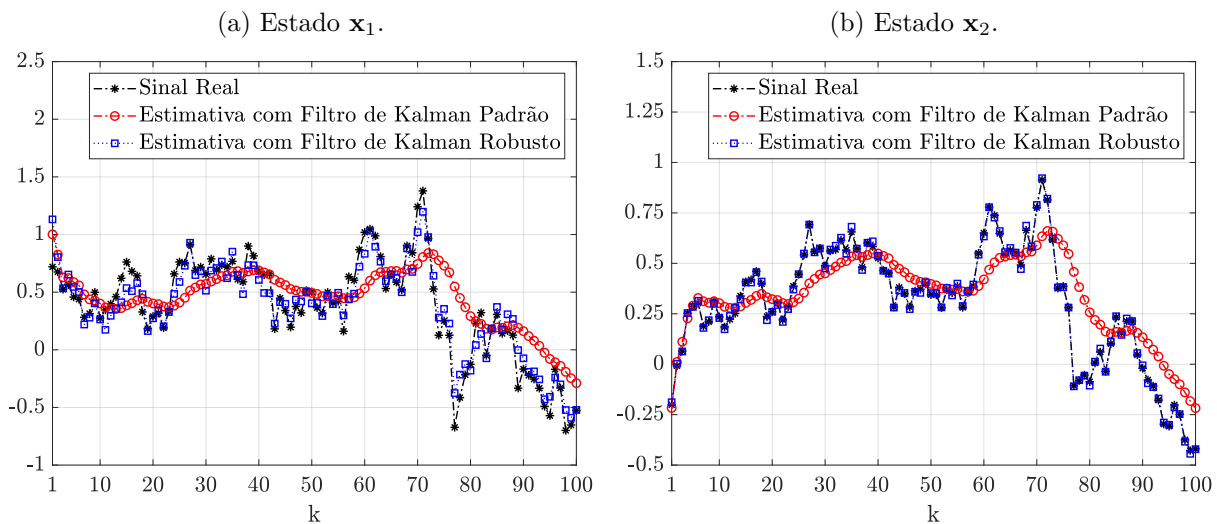 (a) Estado x₁.
2.5
2
1.5
1
0.5
0
-0.5
-1
1 10 20 30 40 50 60 70 80 90 100
k
Sinal Real
Estimativa com Filtro de Kalman Padrão
Estimativa com Filtro de Kalman Robusto
(b) Estado x₂.
1.5
1.25
1
0.75
0.5
0.25
0
-0.25
-0.5
1 10 20 30 40 50 60 70 80 90 100
k
Sinal Real
Estimativa com Filtro de Kalman Padrão
Estimativa com Filtro de Kalman Robusto